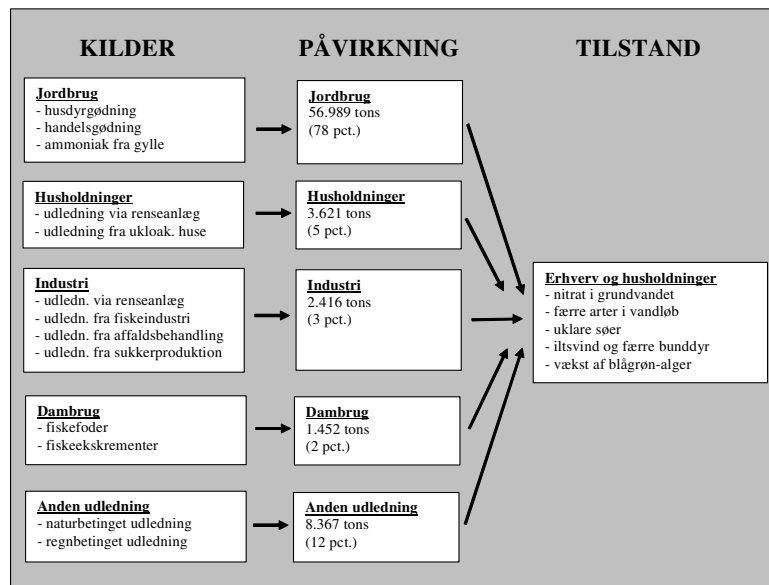 KILDER
PÅVIRKNING
TILSTAND
Jordbrug
- husdyrgødning
- handelsgødning
- ammoniak fra gylle
Jordbrug
56.989 tons
(78 pct.)
Husholdninger
- udledning via renseanlæg
- udledning fra ukloak. huse
Husholdninger
3.621 tons
(5 pct.)
Industri
- udledn. via renseanlæg
- udledn. fra fiskeindustri
- udledn. fra affaldsbehandling
- udledn. fra sukkerproduktion
Industri
2.416 tons
(3 pct.)
Erhverv og husholdninger
- nitrat i grundvandet
- færre arter i vandløb
- uklare søer
- iltsvind og færre bunddyr
- vækst af blågrøn-alger
Dambrug
- fiskefoder
- fiskeekskrementer
Dambrug
1.452 tons
(2 pct.)
Anden udledning
- naturbetinget udledning
- regnbetinget udledning
Anden udledning
8.367 tons
(12 pct.)